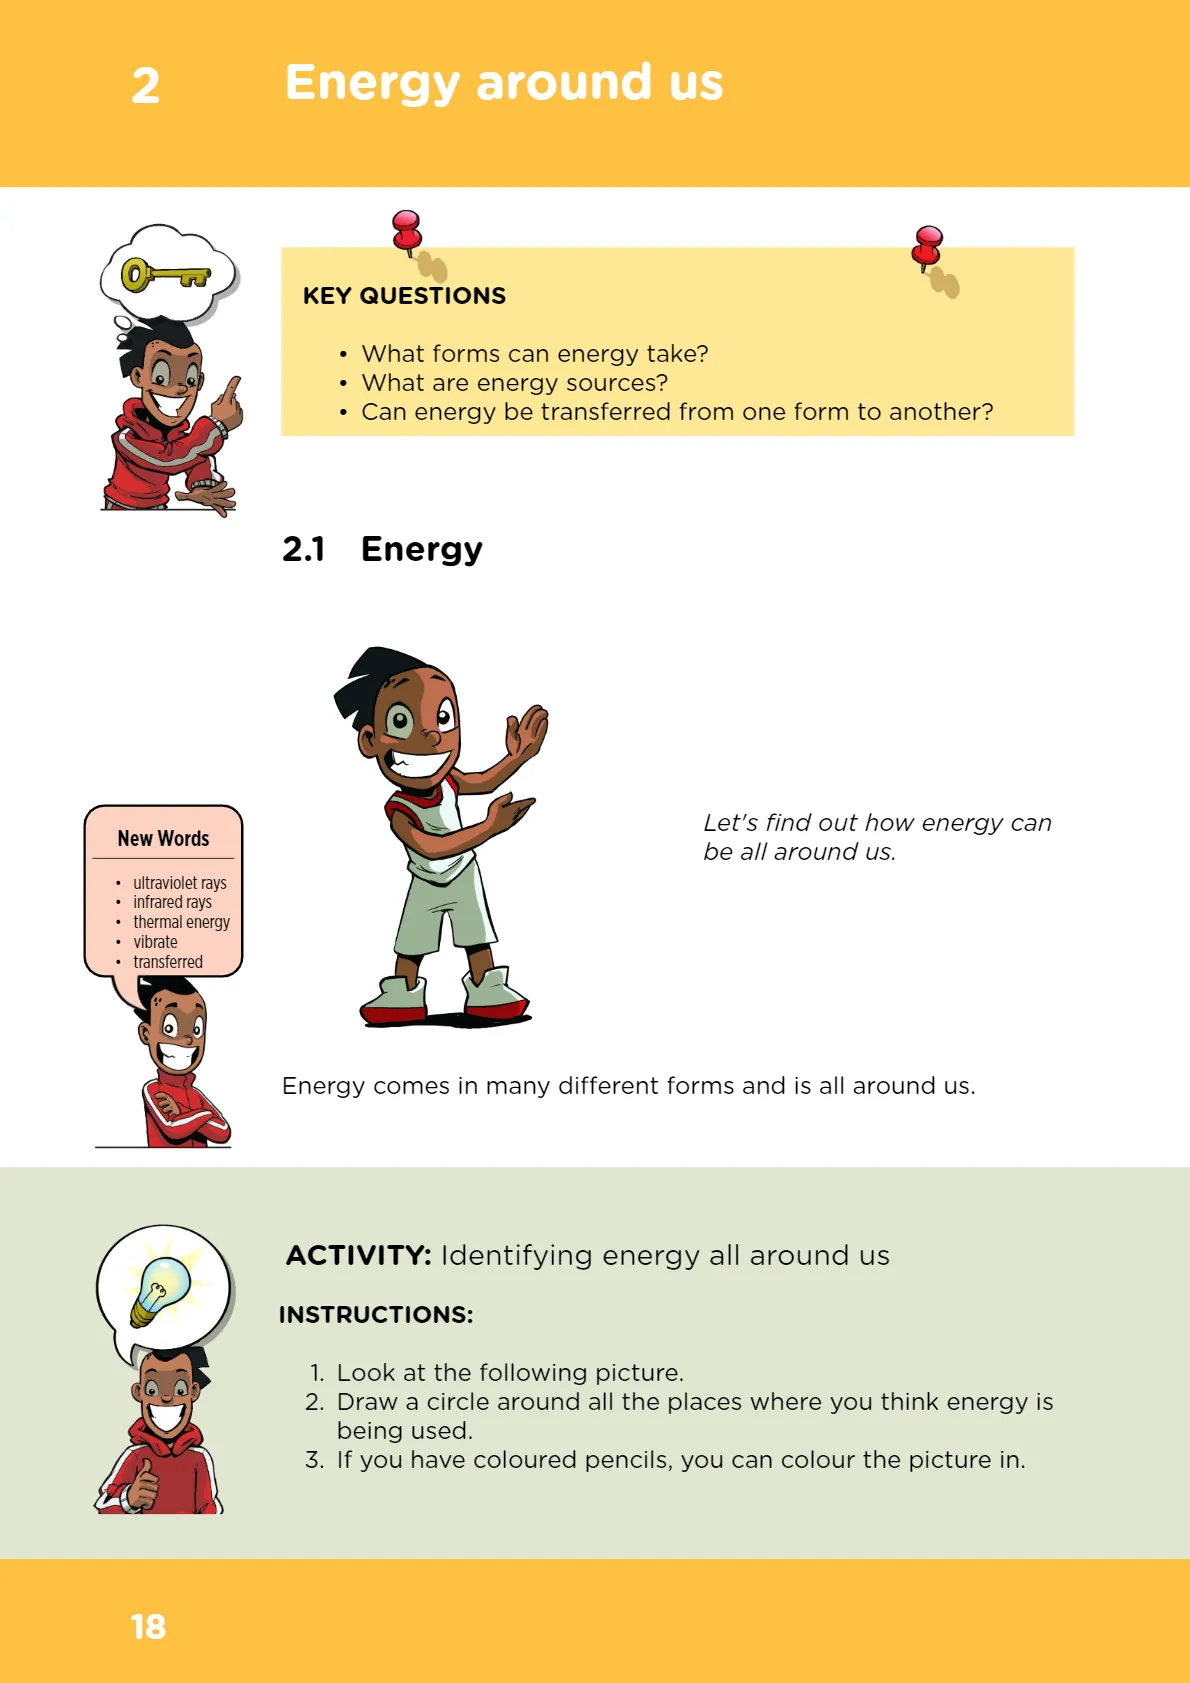 2 Energy around us
KEY QUESTIONS
• What forms can energy take?
• What are energy sources?
• Can energy be transferred from one form to another?
2.1 Energy
Let's find out how energy can
be all around us.
New Words
• ultraviolet rays
• infrared rays
• thermal energy
• vibrate
• transferred
Energy comes in many different forms and is all around us.
ACTIVITY: Identifying energy all around us
INSTRUCTIONS:
1. Look at the following picture.
2. Draw a circle around all the places where you think energy is
being used.
3. If you have coloured pencils, you can colour the picture in.
18